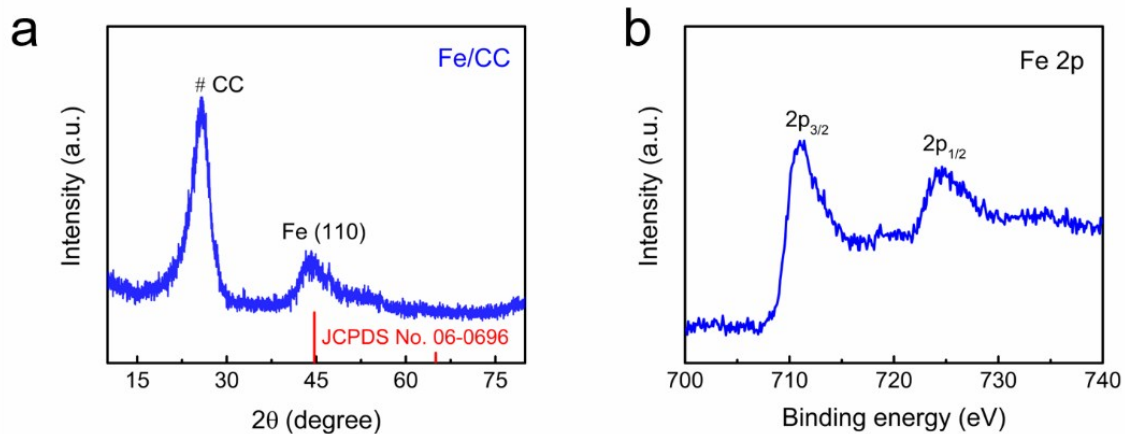 a
Fe/CC
# CC
Fe (110)
JCPDS No. 06-0696
Intensity (a.u.)
15 30 45 60 75
2θ (degree)
b
Fe 2p
2p3/2
2p1/2
Intensity (a.u.)
700 710 720 730 740
Binding energy (eV)